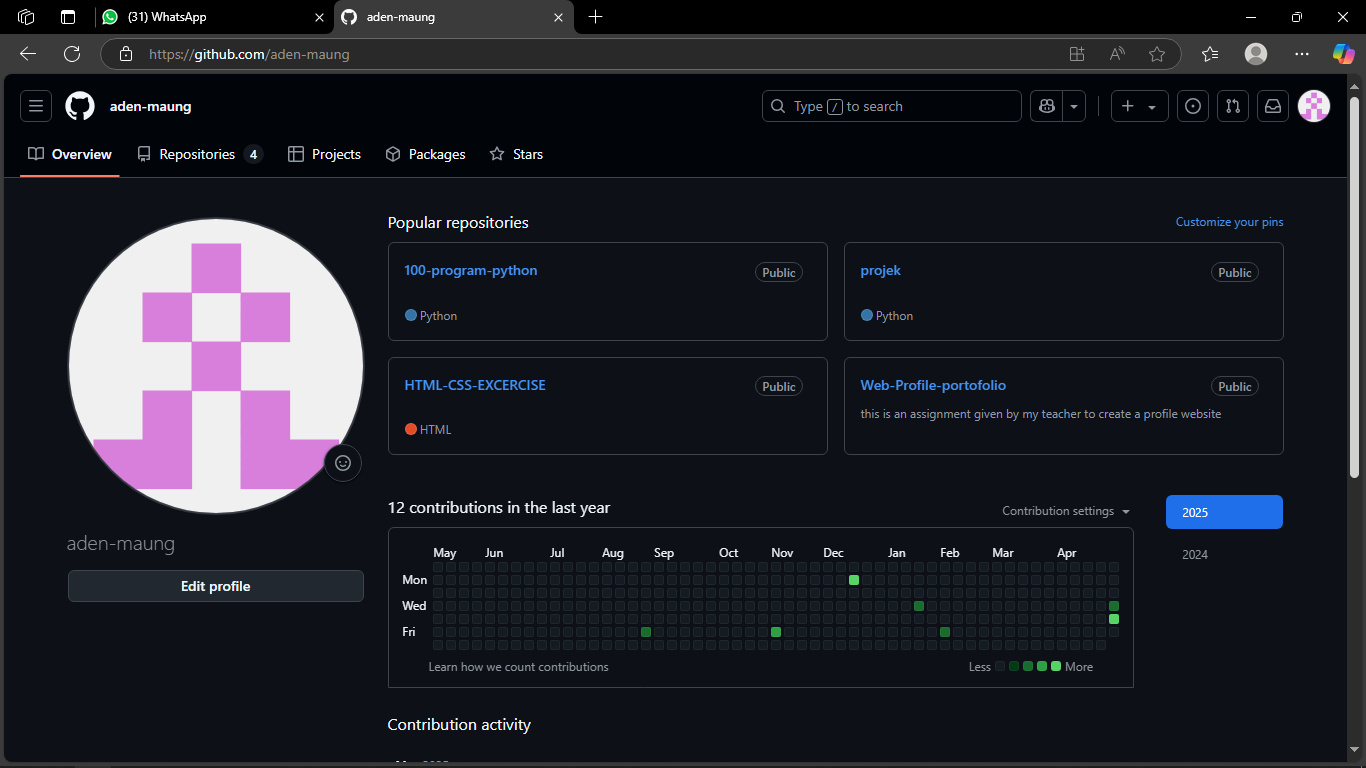 (31) WhatsApp
aden-maung
https://github.com/aden-maung
aden-maung
Type / to search
Overview
Repositories 4
Projects
Packages
Stars
Popular repositories
Customize your pins
100-program-python
Public
Python
projek
Public
Python
HTML-CSS-EXCERCISE
Public
HTML
Web-Profile-portofolio
Public
this is an assignment given by my teacher to create a profile website
aden-maung
Edit profile
12 contributions in the last year
Contribution settings
2025
2024
May Jun Jul Aug Sep Oct Nov Dec Jan Feb Mar Apr
Mon
Wed
Fri
Learn how we count contributions
Less
More
Contribution activity